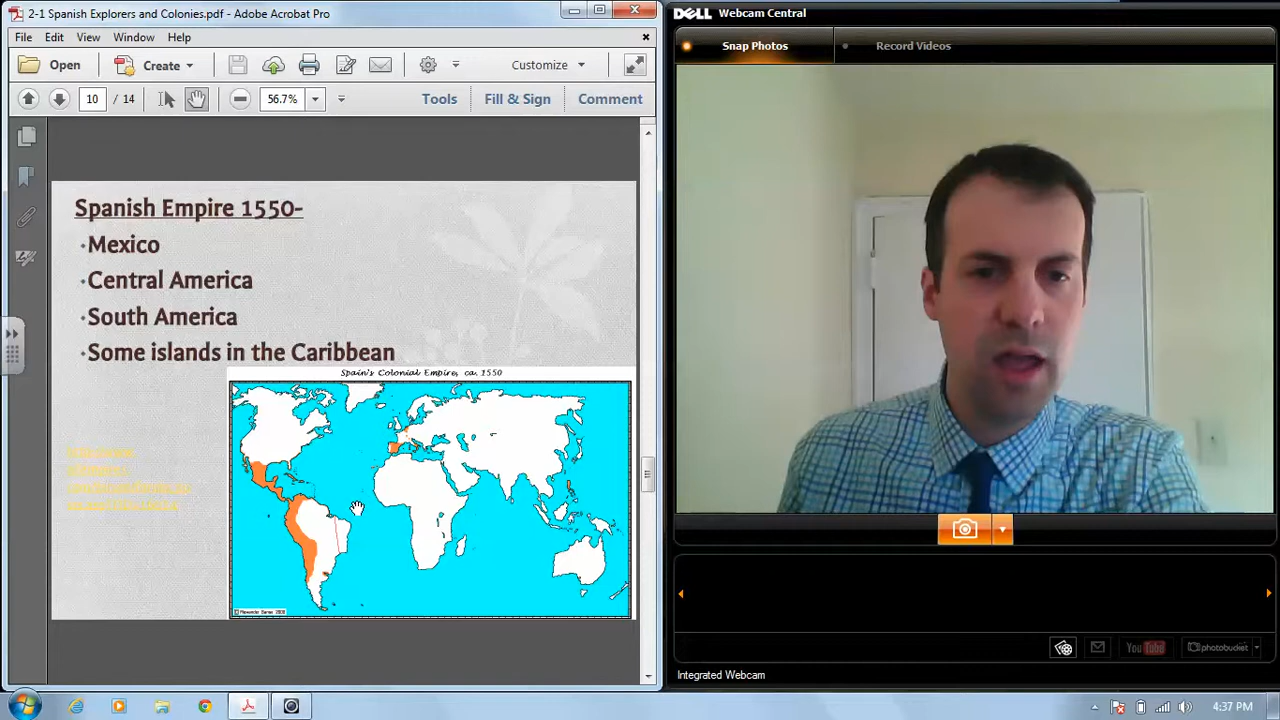 2-1 Spanish Explorers and Colonies.pdf - Adobe Acrobat Pro
File Edit View Window Help
Open Create Customize
10 / 14 56.7% Tools Fill & Sign Comment
Spanish Empire 1550-
•Mexico
•Central America
•South America
•Some islands in the Caribbean
Spain's Colonial Empire, ca. 1550
DELL Webcam Central
Snap Photos Record Videos
YouTube photobucket
Integrated Webcam
4:37 PM